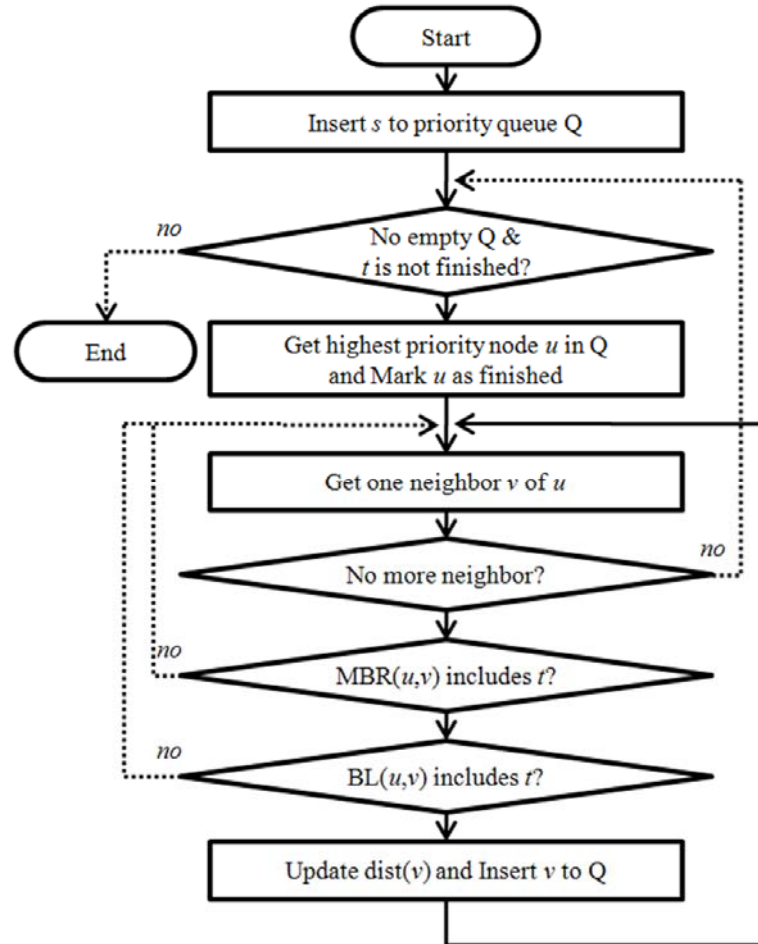 Start
Insert s to priority queue Q
no
No empty Q &
t is not finished?
End
Get highest priority node u in Q
and Mark u as finished
Get one neighbor v of u
no
No more neighbor?
no
MBR(u,v) includes t?
no
BL(u,v) includes t?
Update dist(v) and Insert v to Q